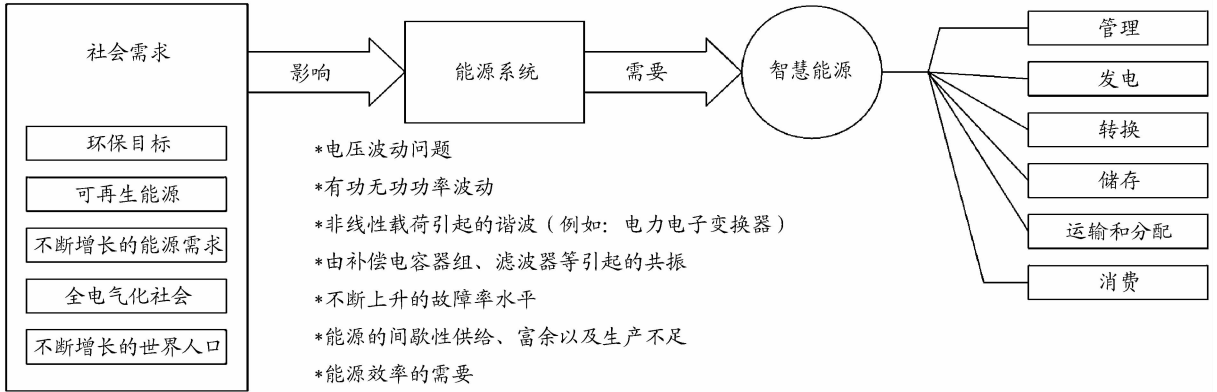 社会需求
环保目标
可再生能源
不断增长的能源需求
全电气化社会
不断增长的世界人口
影响
能源系统
需要
智慧能源
*电压波动问题
*有功无功功率波动
*非线性载荷引起的谐波（例如：电力电子变换器）
*由补偿电容器组、滤波器等引起的共振
*不断上升的故障率水平
*能源的间歇性供给、富余以及生产不足
*能源效率的需要
管理
发电
转换
储存
运输和分配
消费